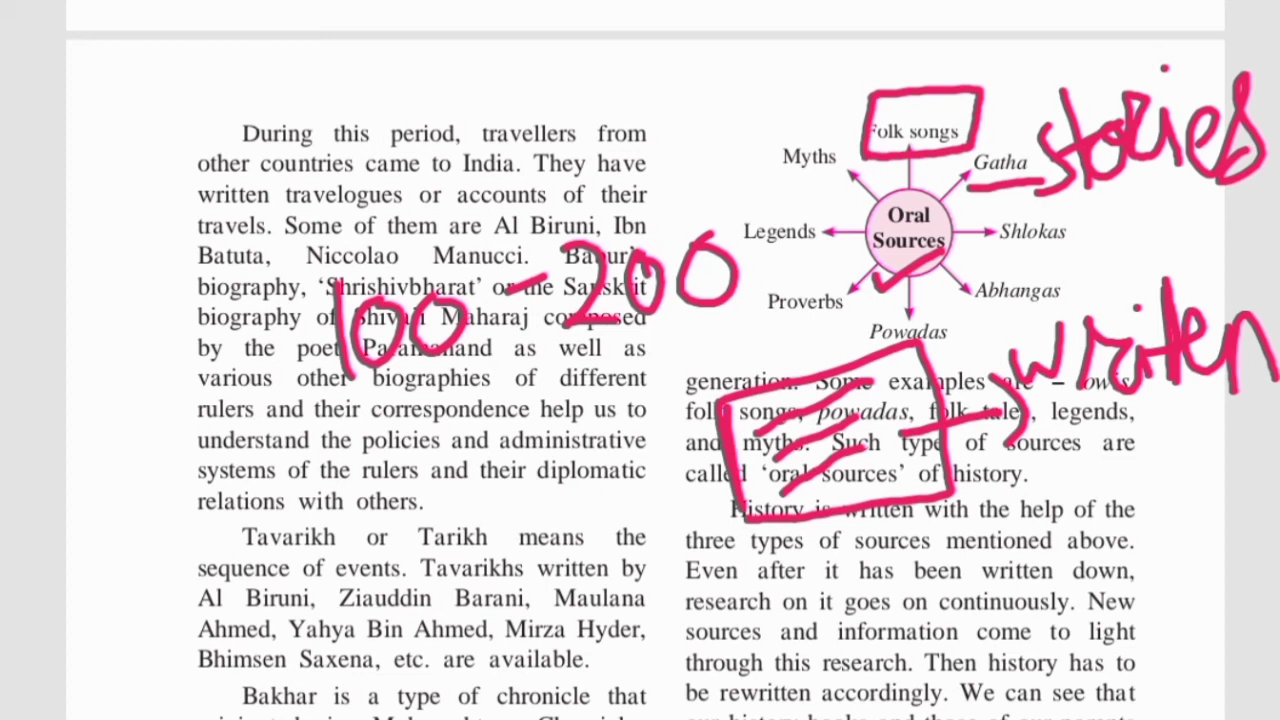 During this period, travellers from
other countries came to India. They have
written travelogues or accounts of their
travels. Some of them are Al Biruni, Ibn
Batuta, Niccolao Manucci. Babur's
biography, ‘Shrishivbharat’ or the Sanskrit
biography of Shivaji Maharaj composed
by the poet Paramanand as well as
various other biographies of different
rulers and their correspondence help us to
understand the policies and administrative
systems of the rulers and their diplomatic
relations with others.
Tavarikh or Tarikh means the
sequence of events. Tavarikhs written by
Al Biruni, Ziauddin Barani, Maulana
Ahmed, Yahya Bin Ahmed, Mirza Hyder,
Bhimsen Saxena, etc. are available.
Bakhar is a type of chronicle that
100-200
Folk songs
Myths
Gatha
stories
Oral
Sources
Legends
Shlokas
Proverbs
Abhangas
Powadas
writen
generation. Some examples are – owis,
folk songs, powadas, folk tales, legends,
and myths. Such type of sources are
called ‘oral sources’ of history.
History is written with the help of the
three types of sources mentioned above.
Even after it has been written down,
research on it goes on continuously. New
sources and information come to light
through this research. Then history has to
be rewritten accordingly. We can see that